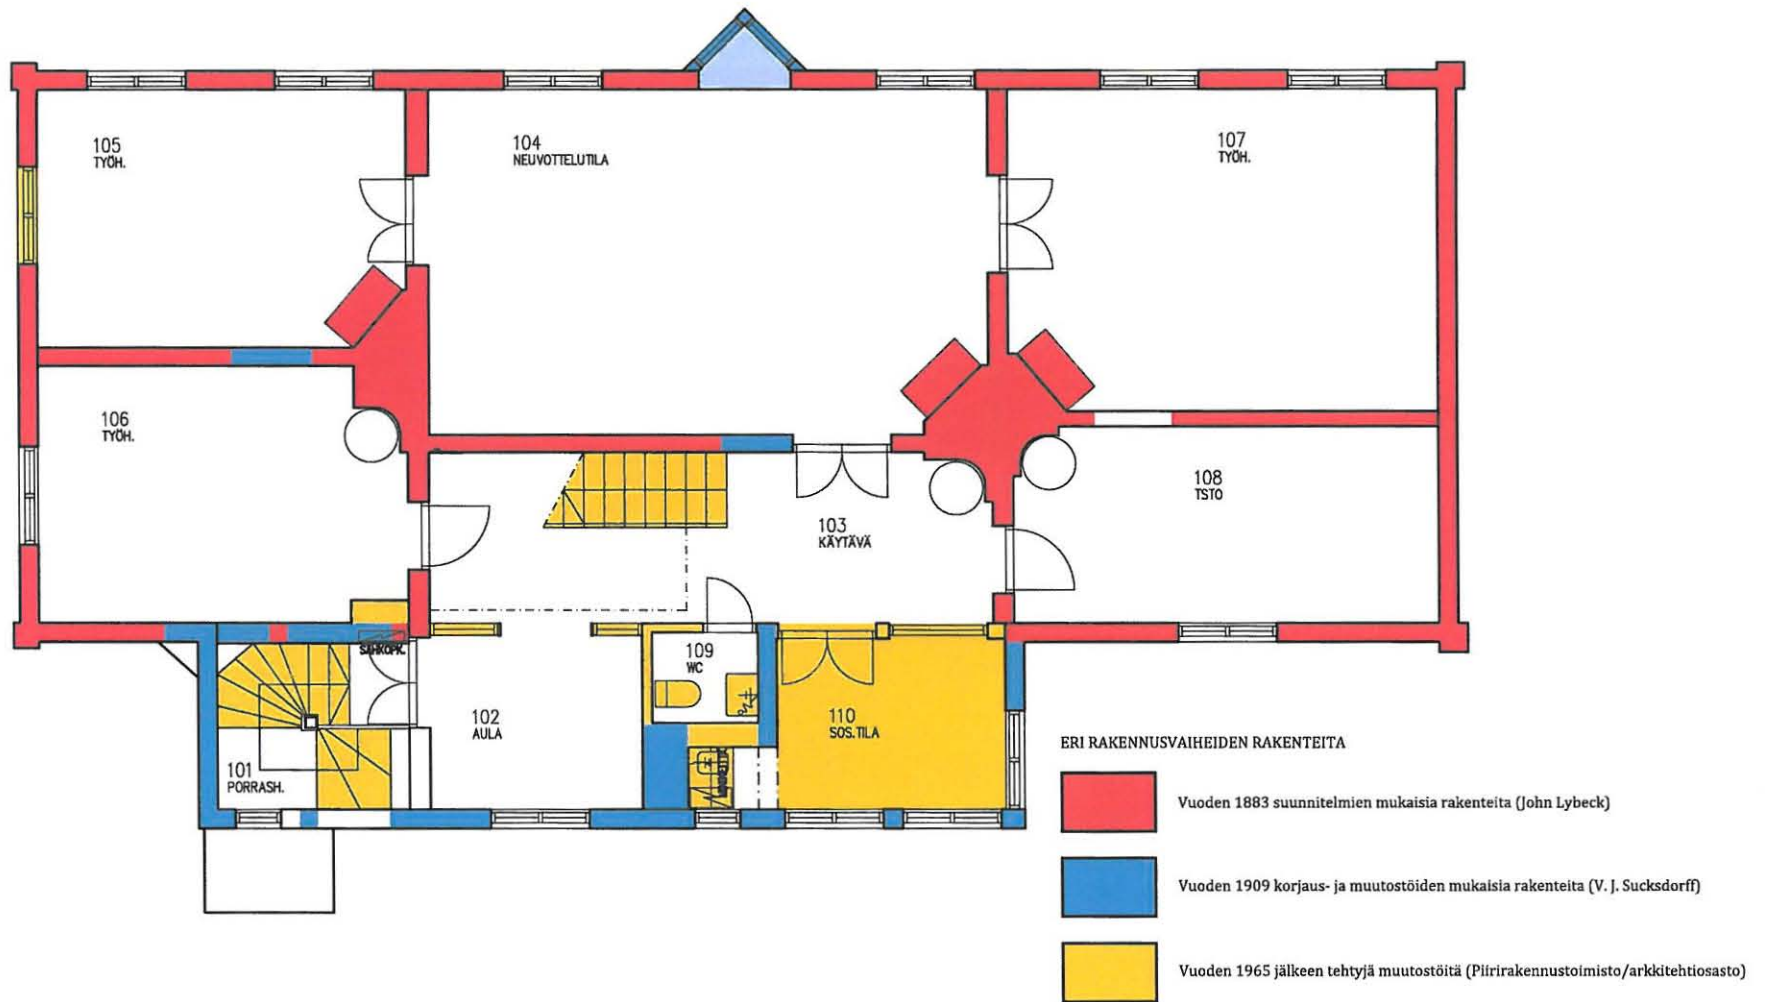 105
TYÖH.
104
NEUVOTTELUTILA
107
TYÖH.
106
TYÖH.
108
TSTO
103
KÄYTÄVÄ
SÄHKÖPK.
109
WC
102
AULA
110
SOS.TILA
101
PORRASH.
ERI RAKENNUSVAIHEIDEN RAKENTEITA
Vuoden 1883 suunnitelmien mukaisia rakenteita (John Lybeck)
Vuoden 1909 korjaus- ja muutostöiden mukaisia rakenteita (V. J. Sucksdorff)
Vuoden 1965 jälkeen tehtyjä muutostöitä (Piirirakennustoimisto/arkkitehtiosasto)